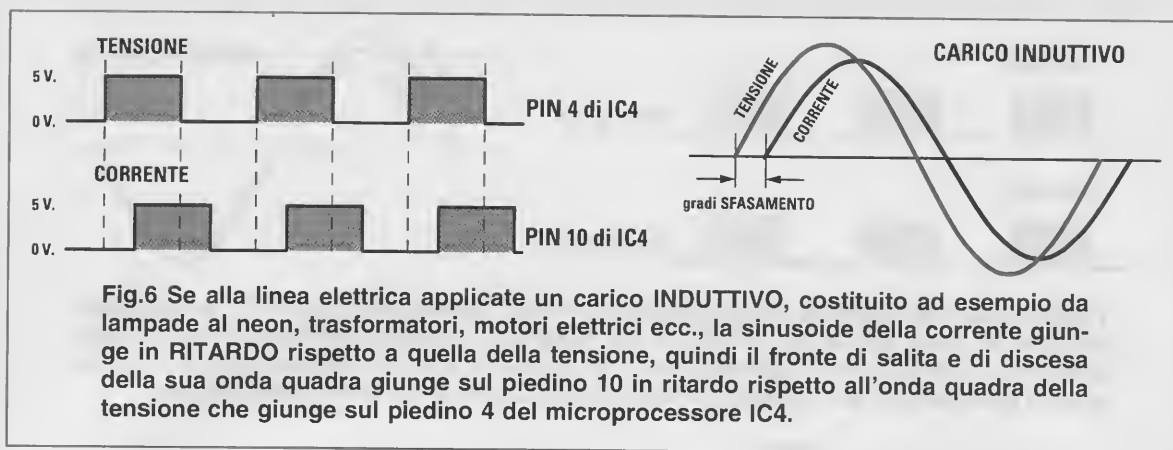 TENSIONE
5 V.
0 V.
PIN 4 di IC4
CORRENTE
5 V.
0 V.
PIN 10 di IC4
CARICO INDUTTIVO
TENSIONE
CORRENTE
gradi SFASAMENTO
Fig.6 Se alla linea elettrica applicate un carico INDUTTIVO, costituito ad esempio da
lampade al neon, trasformatori, motori elettrici ecc., la sinusoide della corrente giun-
ge in RITARDO rispetto a quella della tensione, quindi il fronte di salita e di discesa
della sua onda quadra giunge sul piedino 10 in ritardo rispetto all'onda quadra della
tensione che giunge sul piedino 4 del microprocessore IC4.